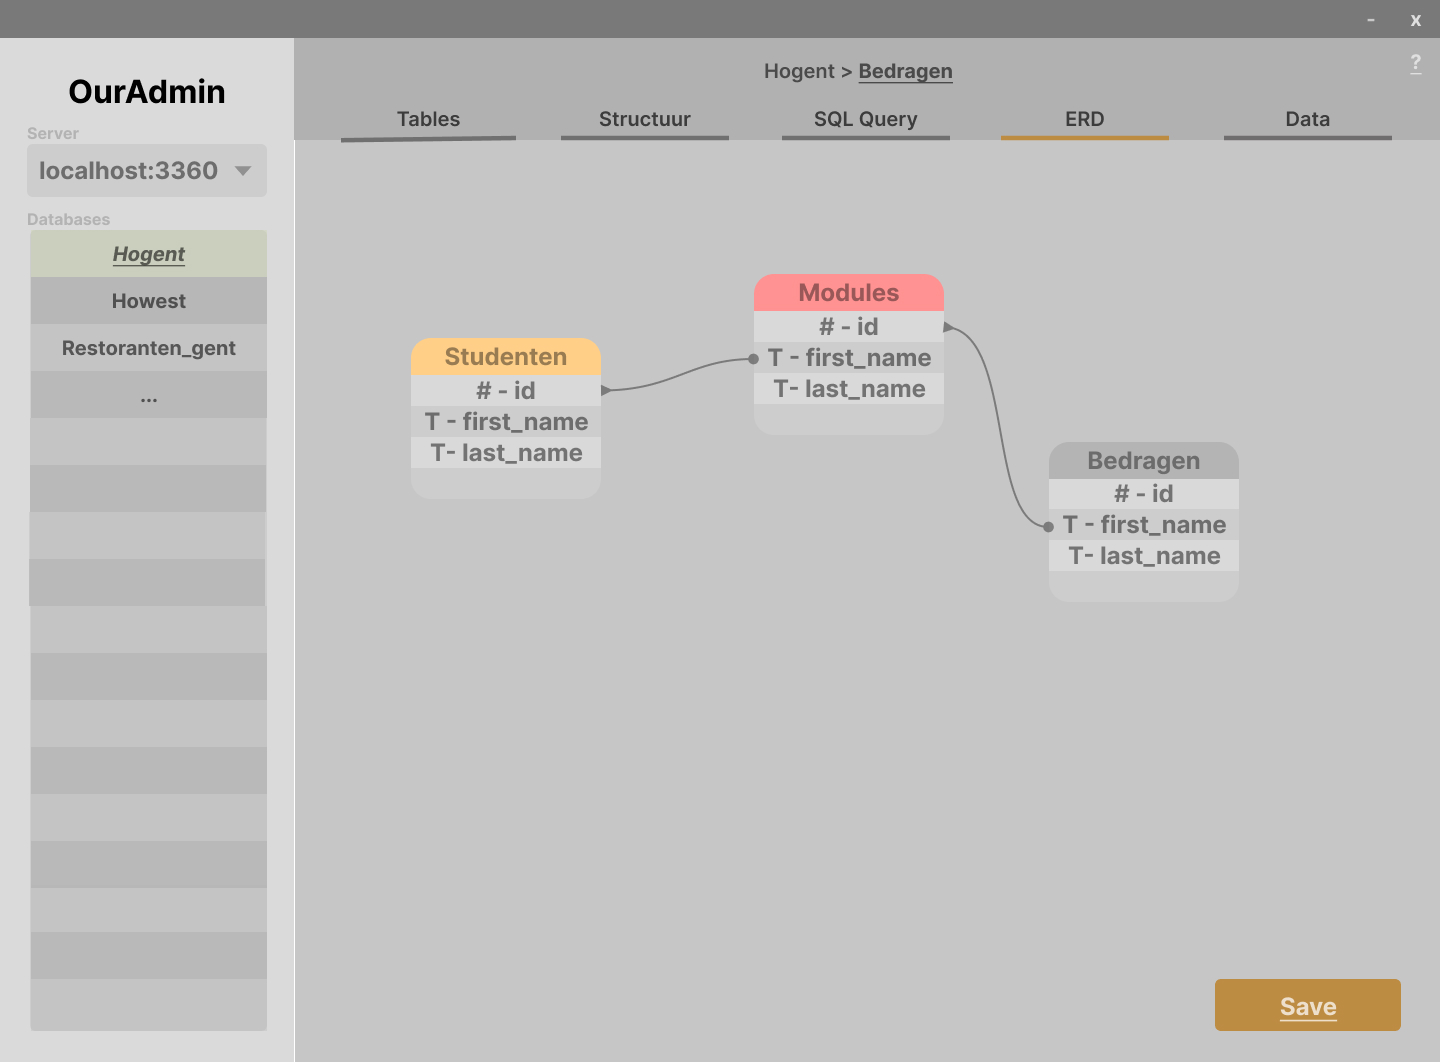 - x
OurAdmin
Server
localhost:3360
Databases
Hogent
Howest
Restoranten_gent
...
Hogent > Bedragen
?
Tables Structuur SQL Query ERD Data
Studenten
# - id
T - first_name
T- last_name
Modules
# - id
T - first_name
T- last_name
Bedragen
# - id
T - first_name
T- last_name
Save